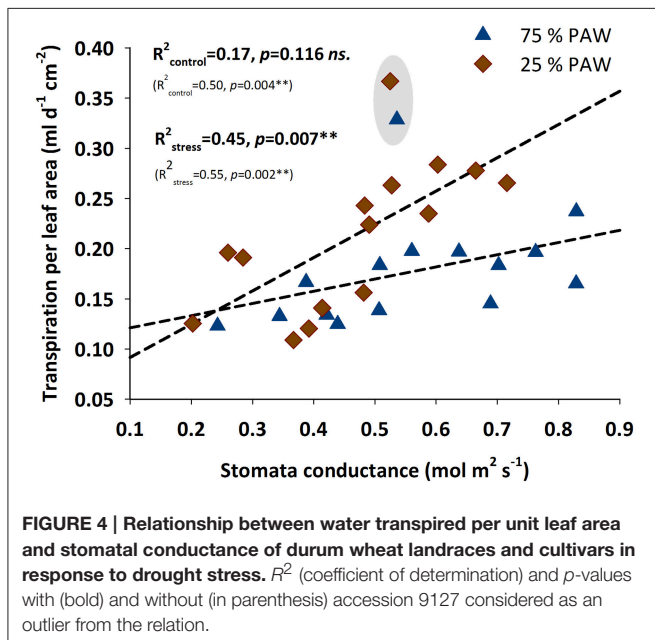 R²control=0.17, p=0.116 ns.
(R²control=0.50, p=0.004**)
R²stress=0.45, p=0.007**
(R²stress=0.55, p=0.002**)
75 % PAW
25 % PAW
Transpiration per leaf area (ml d⁻¹ cm⁻²)
0.40
0.35
0.30
0.25
0.20
0.15
0.10
0.05
0.1 0.2 0.3 0.4 0.5 0.6 0.7 0.8 0.9
Stomata conductance (mol m² s⁻¹)
FIGURE 4 | Relationship between water transpired per unit leaf area
and stomatal conductance of durum wheat landraces and cultivars in
response to drought stress. R² (coefficient of determination) and p-values
with (bold) and without (in parenthesis) accession 9127 considered as an
outlier from the relation.